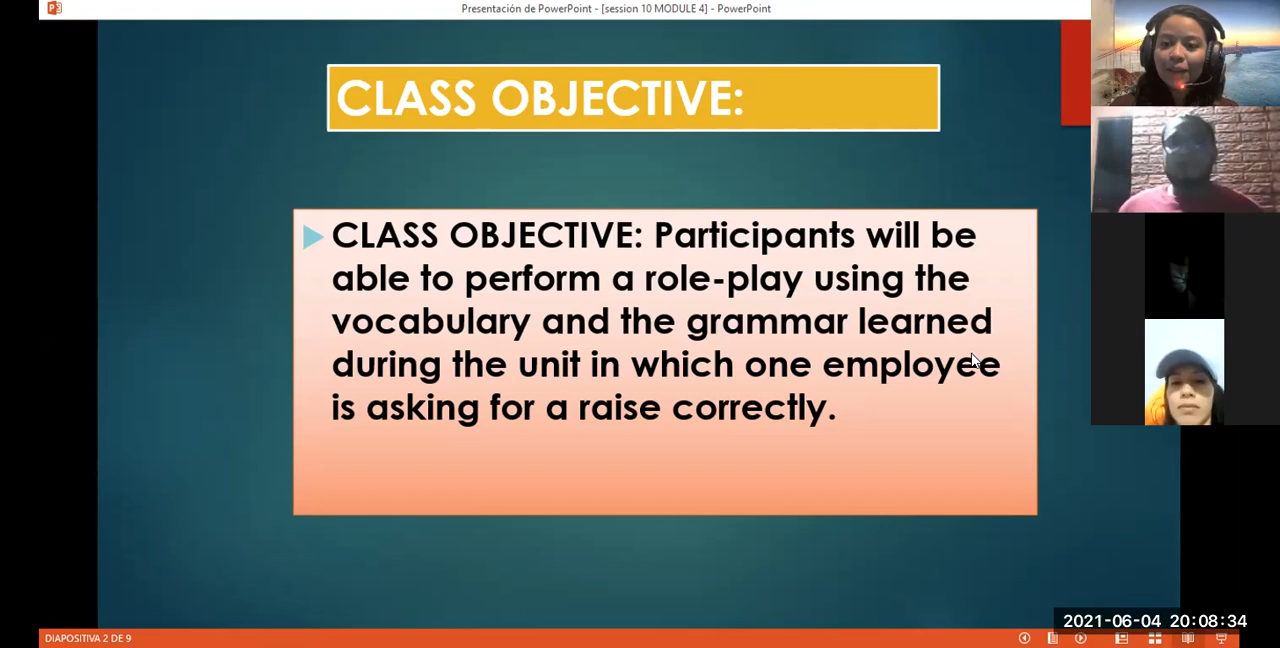 Presentación de PowerPoint - [session 10 MODULE 4] - PowerPoint
CLASS OBJECTIVE:
CLASS OBJECTIVE: Participants will be
able to perform a role-play using the
vocabulary and the grammar learned
during the unit in which one employee
is asking for a raise correctly.
2021-06-04 20:08:34
DIAPOSITIVA 2 DE 9